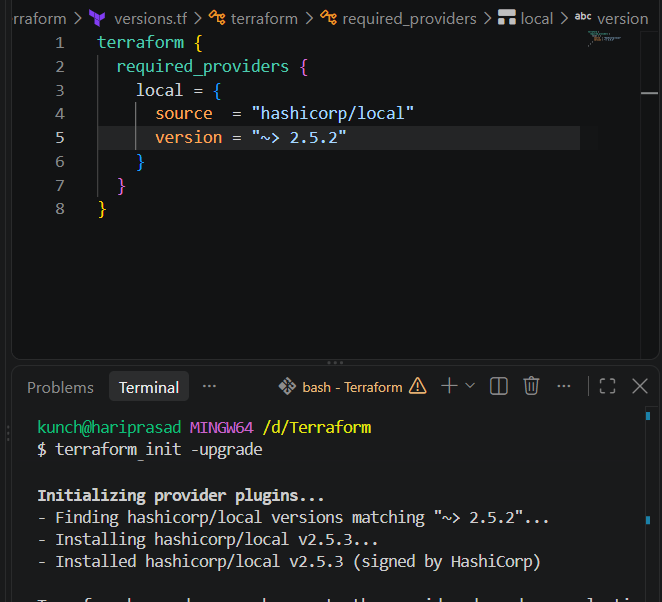 rraform > versions.tf > terraform > required_providers > local > abc version
1 terraform {
2 required_providers {
3 local = {
4 source = "hashicorp/local"
5 version = "~> 2.5.2"
6 }
7 }
8 }
Problems Terminal ··· bash - Terraform
kunch@hariprasad MINGW64 /d/Terraform
$ terraform init -upgrade
Initializing provider plugins...
- Finding hashicorp/local versions matching "~> 2.5.2"...
- Installing hashicorp/local v2.5.3...
- Installed hashicorp/local v2.5.3 (signed by HashiCorp)